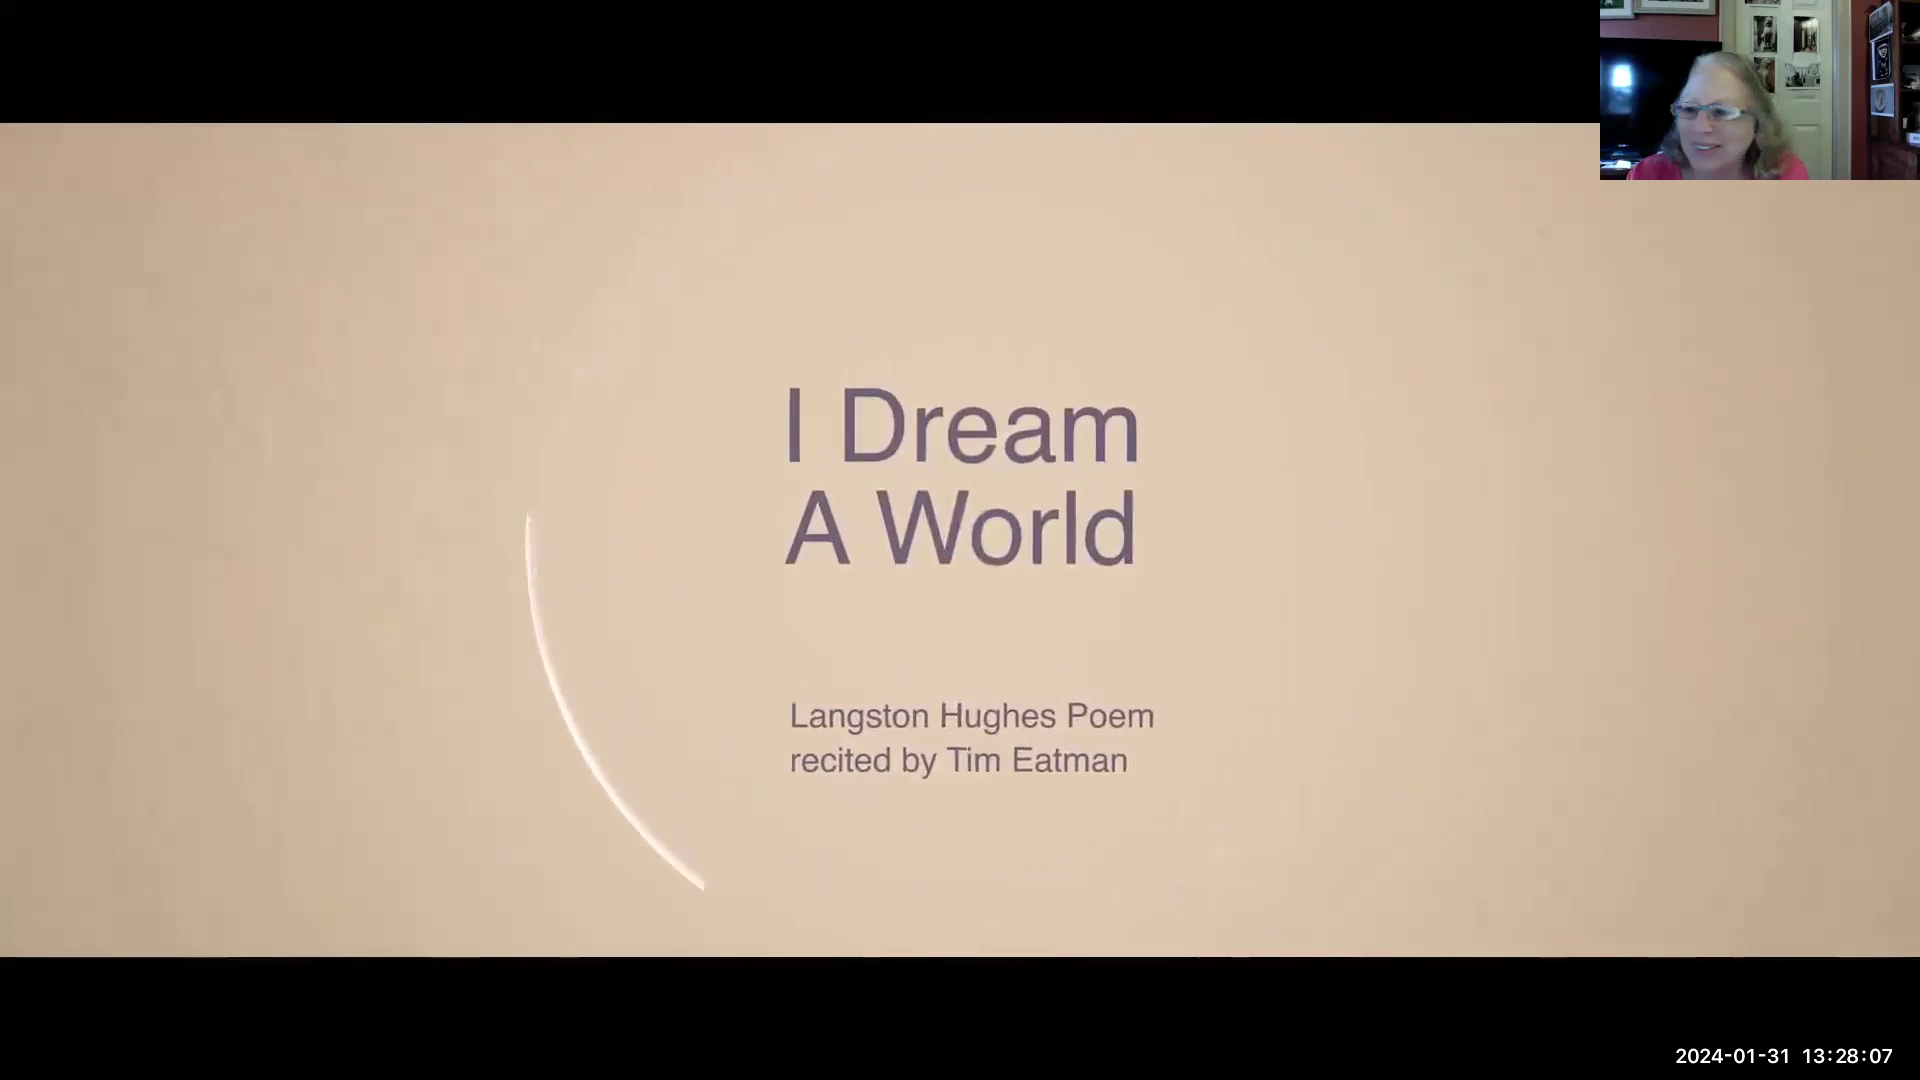 I Dream
A World
Langston Hughes Poem
recited by Tim Eatman
2024-01-31 13:28:07